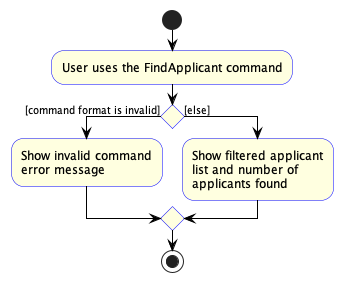 User uses the FindApplicant command
[command format is invalid]
[else]
Show invalid command
error message
Show filtered applicant
list and number of
applicants found